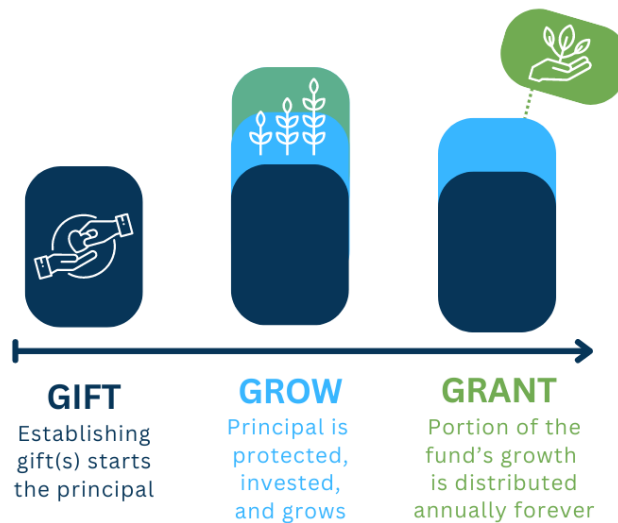 GIFT
Establishing
gift(s) starts
the principal
GROW
Principal is
protected,
invested,
and grows
GRANT
Portion of the
fund's growth
is distributed
annually forever